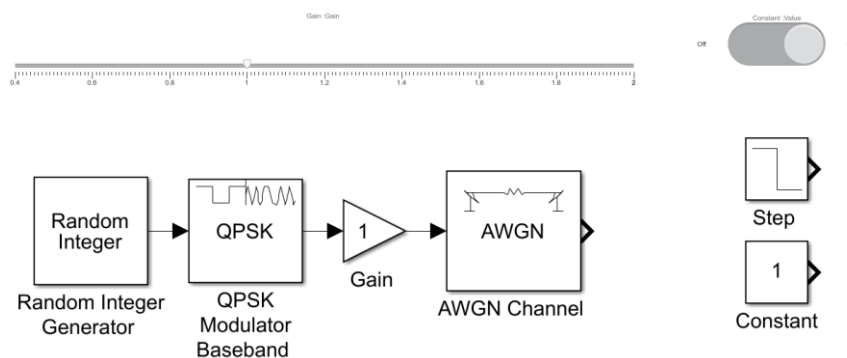 Gain :Gain
Constant :Value
Off
0.4 0.6 0.8 1 1.2 1.4 1.6 1.8 2
Random
Integer
QPSK
1
AWGN
Step
1
Gain
Random Integer
Generator
QPSK
Modulator
Baseband
AWGN Channel
Constant